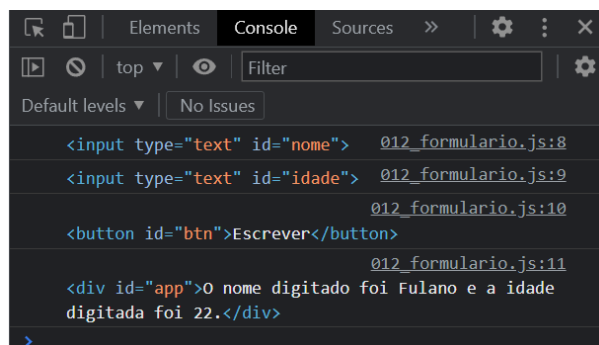 Elements Console Sources »
top ▼ Filter
Default levels ▼ No Issues
<input type="text" id="nome"> 012_formulario.js:8
<input type="text" id="idade"> 012_formulario.js:9
012_formulario.js:10
<button id="btn">Escrever</button>
012_formulario.js:11
<div id="app">O nome digitado foi Fulano e a idade
digitada foi 22.</div>